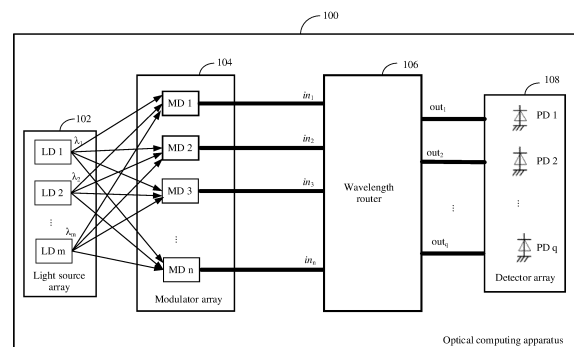 100
104
106
108
102
MD 1
in1
out1
PD 1
λ1
LD 1
MD 2
in2
out2
PD 2
λ2
LD 2
MD 3
in3
Wavelength
router
⋮
⋮
⋮
⋮
λm
LD m
MD n
inn
outq
PD q
Light source
array
Modulator array
Detector array
Optical computing apparatus